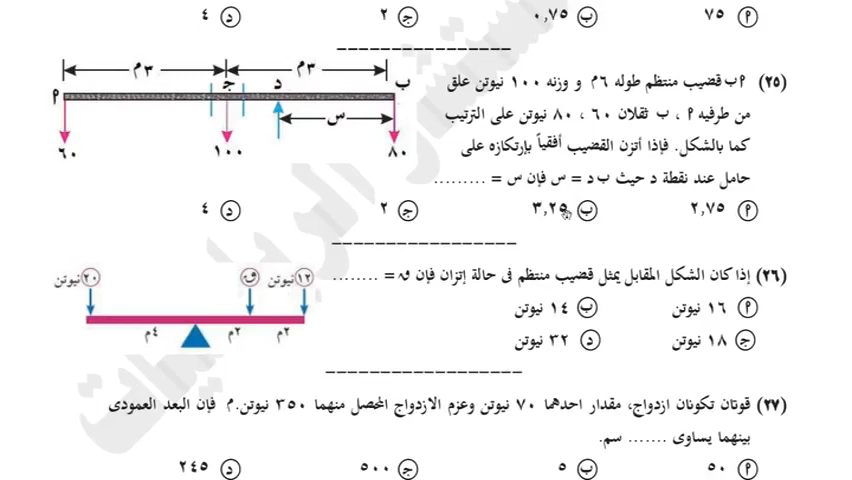 أ ٧٥ ب ٠,٧٥ ج ٢ د ٤
(٢٥) أ ب قضيب منتظم طوله ٦م و وزنه ١٠٠ نيوتن علق
من طرفيه أ ، ب ثقلان ٦٠ ، ٨٠ نيوتن على الترتيب
كما بالشكل. فإذا أتزن القضيب أفقياً بإرتكازه على
حامل عند نقطة د حيث ب د = س فإن س = .........
٣م ٣م
أ ج د ب
س
٦٠ ١٠٠ ٨٠
أ ٢,٧٥ ب ٣,٢٥ ج ٢ د ٤
(٢٦) إذا كان الشكل المقابل يمثل قضيب منتظم فى حالة إتزان فإن ق = ........
أ ١٦ نيوتن ب ١٤ نيوتن
ج ١٨ نيوتن د ٣٢ نيوتن
٢٠ نيوتن ق ١٢ نيوتن
٤م ٢م ٢م
(٢٧) قوتان تكونان ازدواج، مقدار احدهما ٧٠ نيوتن وعزم الازدواج المحصل منهما ٣٥٠ نيوتن.م فإن البعد العمودى
بينهما يساوى ....... سم.
أ ٥٠ ب ٥ ج ٥٠٠ د ٢٤٥